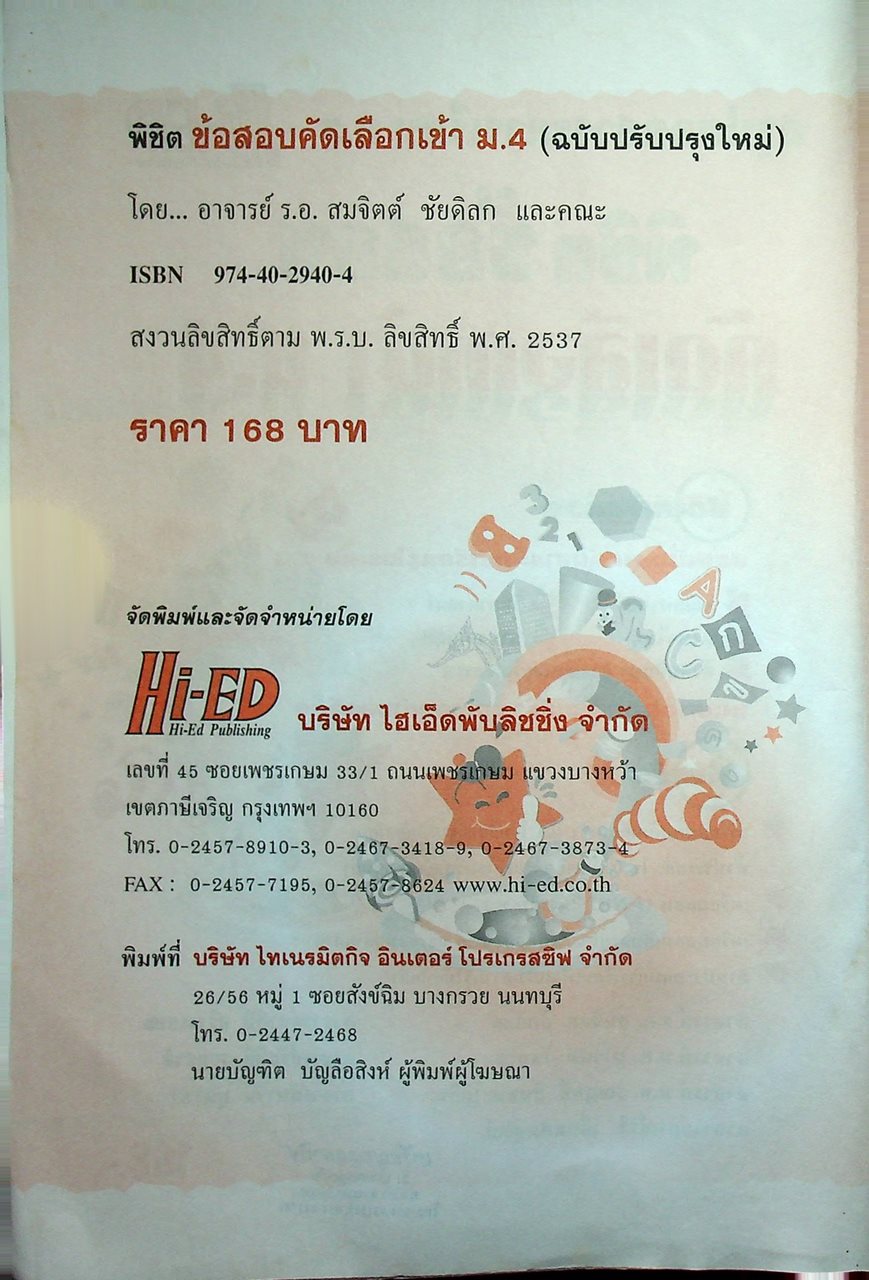 พิชิต ข้อสอบคัดเลือกเข้า ม.4 (ฉบับปรับปรุงใหม่)
โดย... อาจารย์ ร.อ. สมจิตต์ ชัยดิลก และคณะ
ISBN 974-40-2940-4
สงวนลิขสิทธิ์ตาม พ.ร.บ. ลิขสิทธิ์ พ.ศ. 2537
ราคา 168 บาท
3
2
1
B
A
C
ก
ข
จัดพิมพ์และจัดจำหน่ายโดย
Hi-ED
Hi-Ed Publishing
บริษัท ไฮเอ็ดพับลิชชิ่ง จำกัด
เลขที่ 45 ซอยเพชรเกษม 33/1 ถนนเพชรเกษม แขวงบางหว้า
เขตภาษีเจริญ กรุงเทพฯ 10160
โทร. 0-2457-8910-3, 0-2467-3418-9, 0-2467-3873-4
FAX : 0-2457-7195, 0-2457-8624 www.hi-ed.co.th
พิมพ์ที่ บริษัท ไทเนรมิตกิจ อินเตอร์ โปรเกรสซิฟ จำกัด
26/56 หมู่ 1 ซอยสังข์ฉิม บางกรวย นนทบุรี
โทร. 0-2447-2468
นายบัญฑิต บัญลือสิงห์ ผู้พิมพ์ผู้โฆษณา